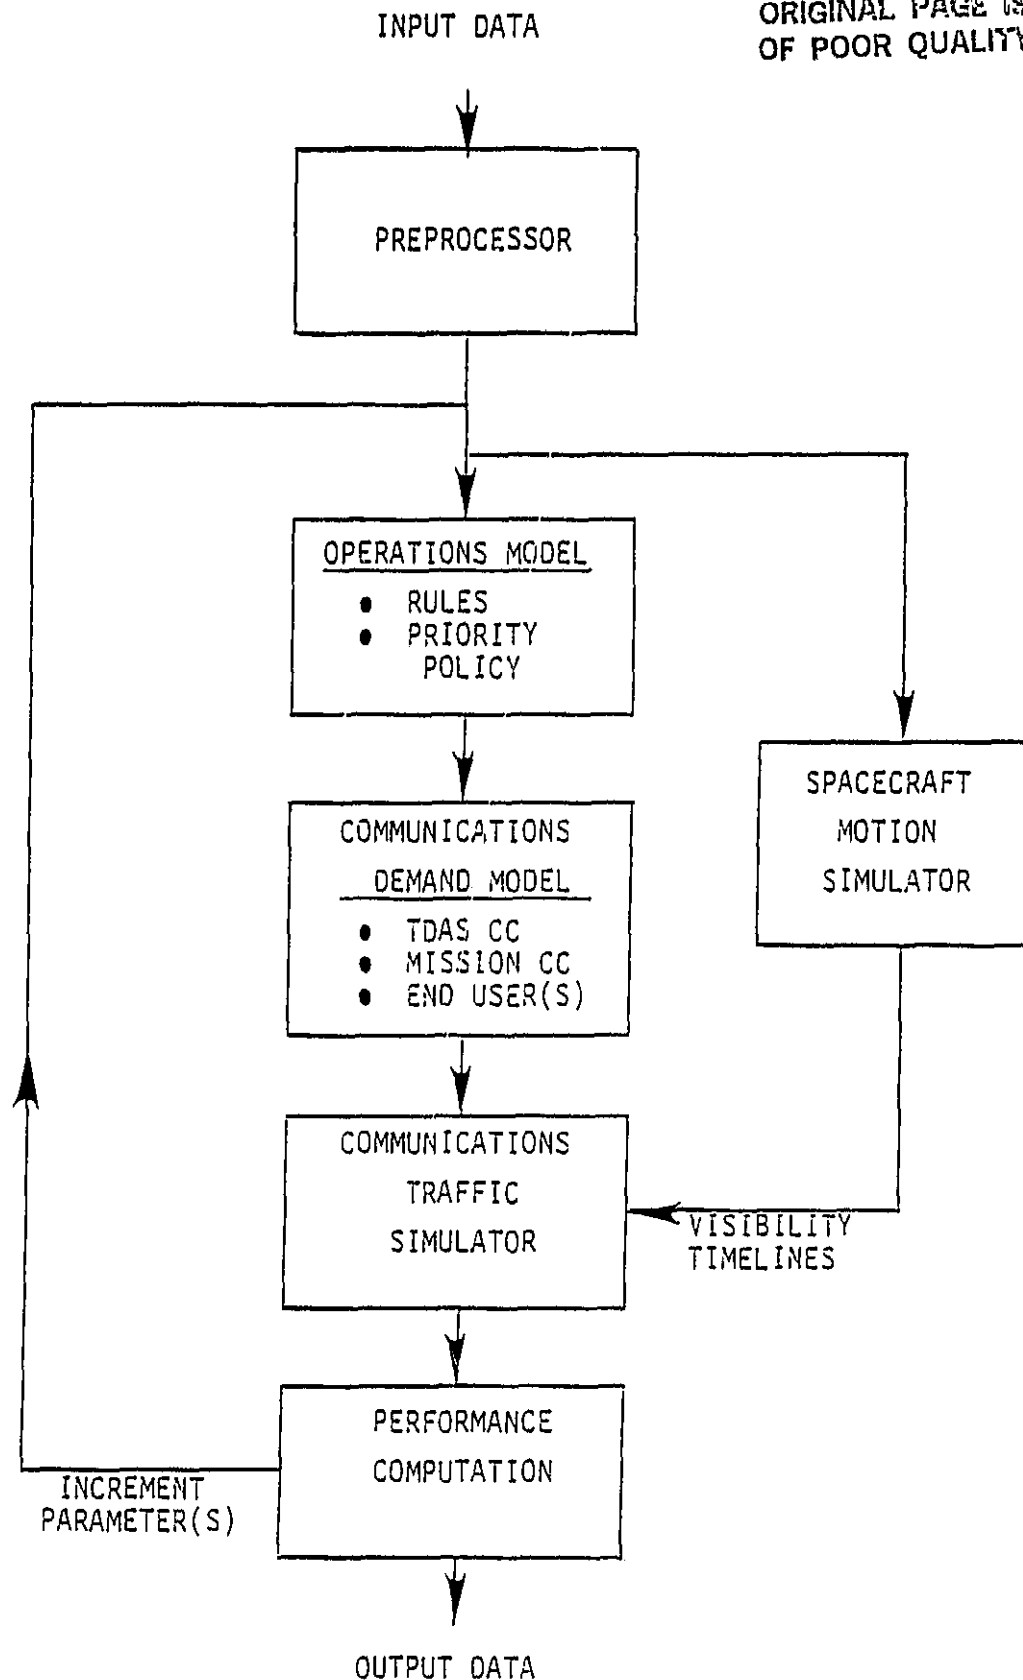 INPUT DATA
ORIGINAL PAGE IS
OF POOR QUALITY
PREPROCESSOR
OPERATIONS MODEL
• RULES
• PRIORITY
POLICY
COMMUNICATIONS
DEMAND MODEL
• TDAS CC
• MISSION CC
• END USER(S)
SPACECRAFT
MOTION
SIMULATOR
COMMUNICATIONS
TRAFFIC
SIMULATOR
VISIBILITY
TIMELINES
PERFORMANCE
COMPUTATION
INCREMENT
PARAMETER(S)
OUTPUT DATA